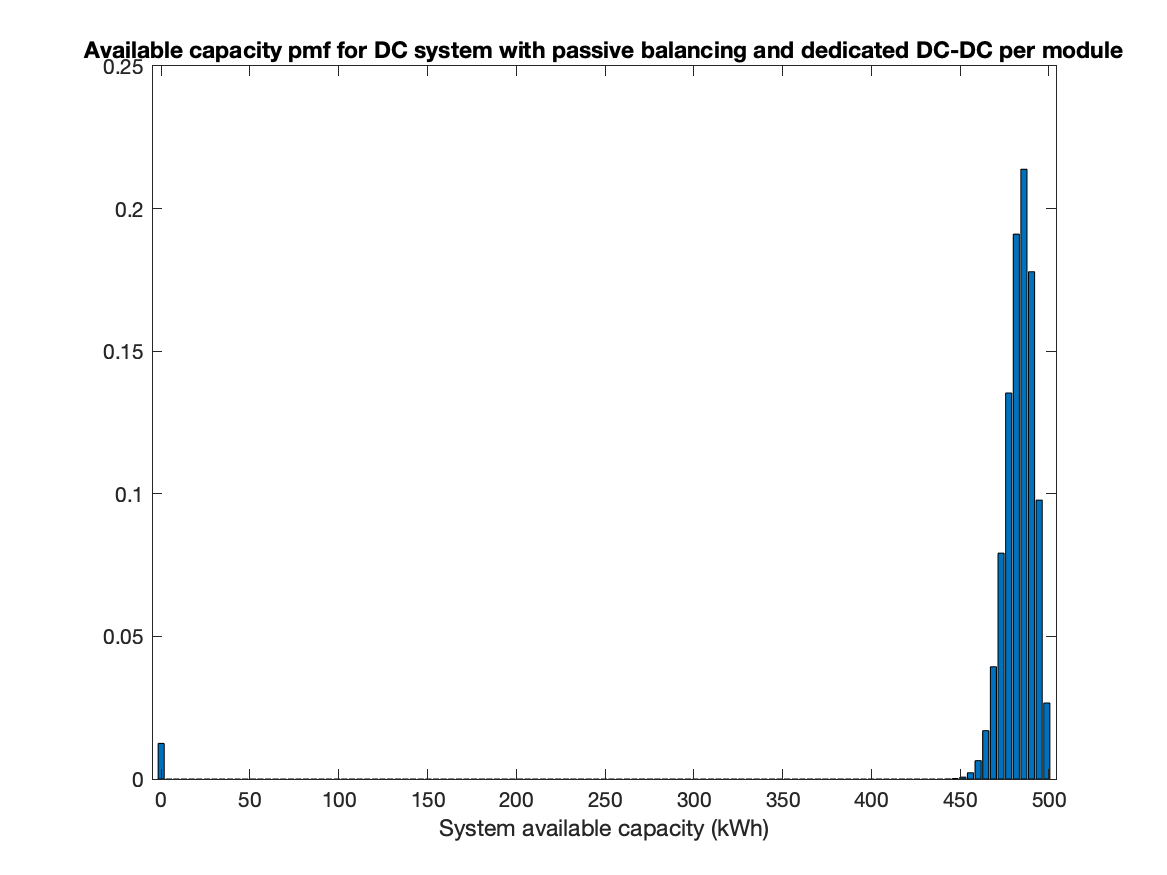 Available capacity pmf for DC system with passive balancing and dedicated DC-DC per module
0.25
0.2
0.15
0.1
0.05
0
0 50 100 150 200 250 300 350 400 450 500
System available capacity (kWh)